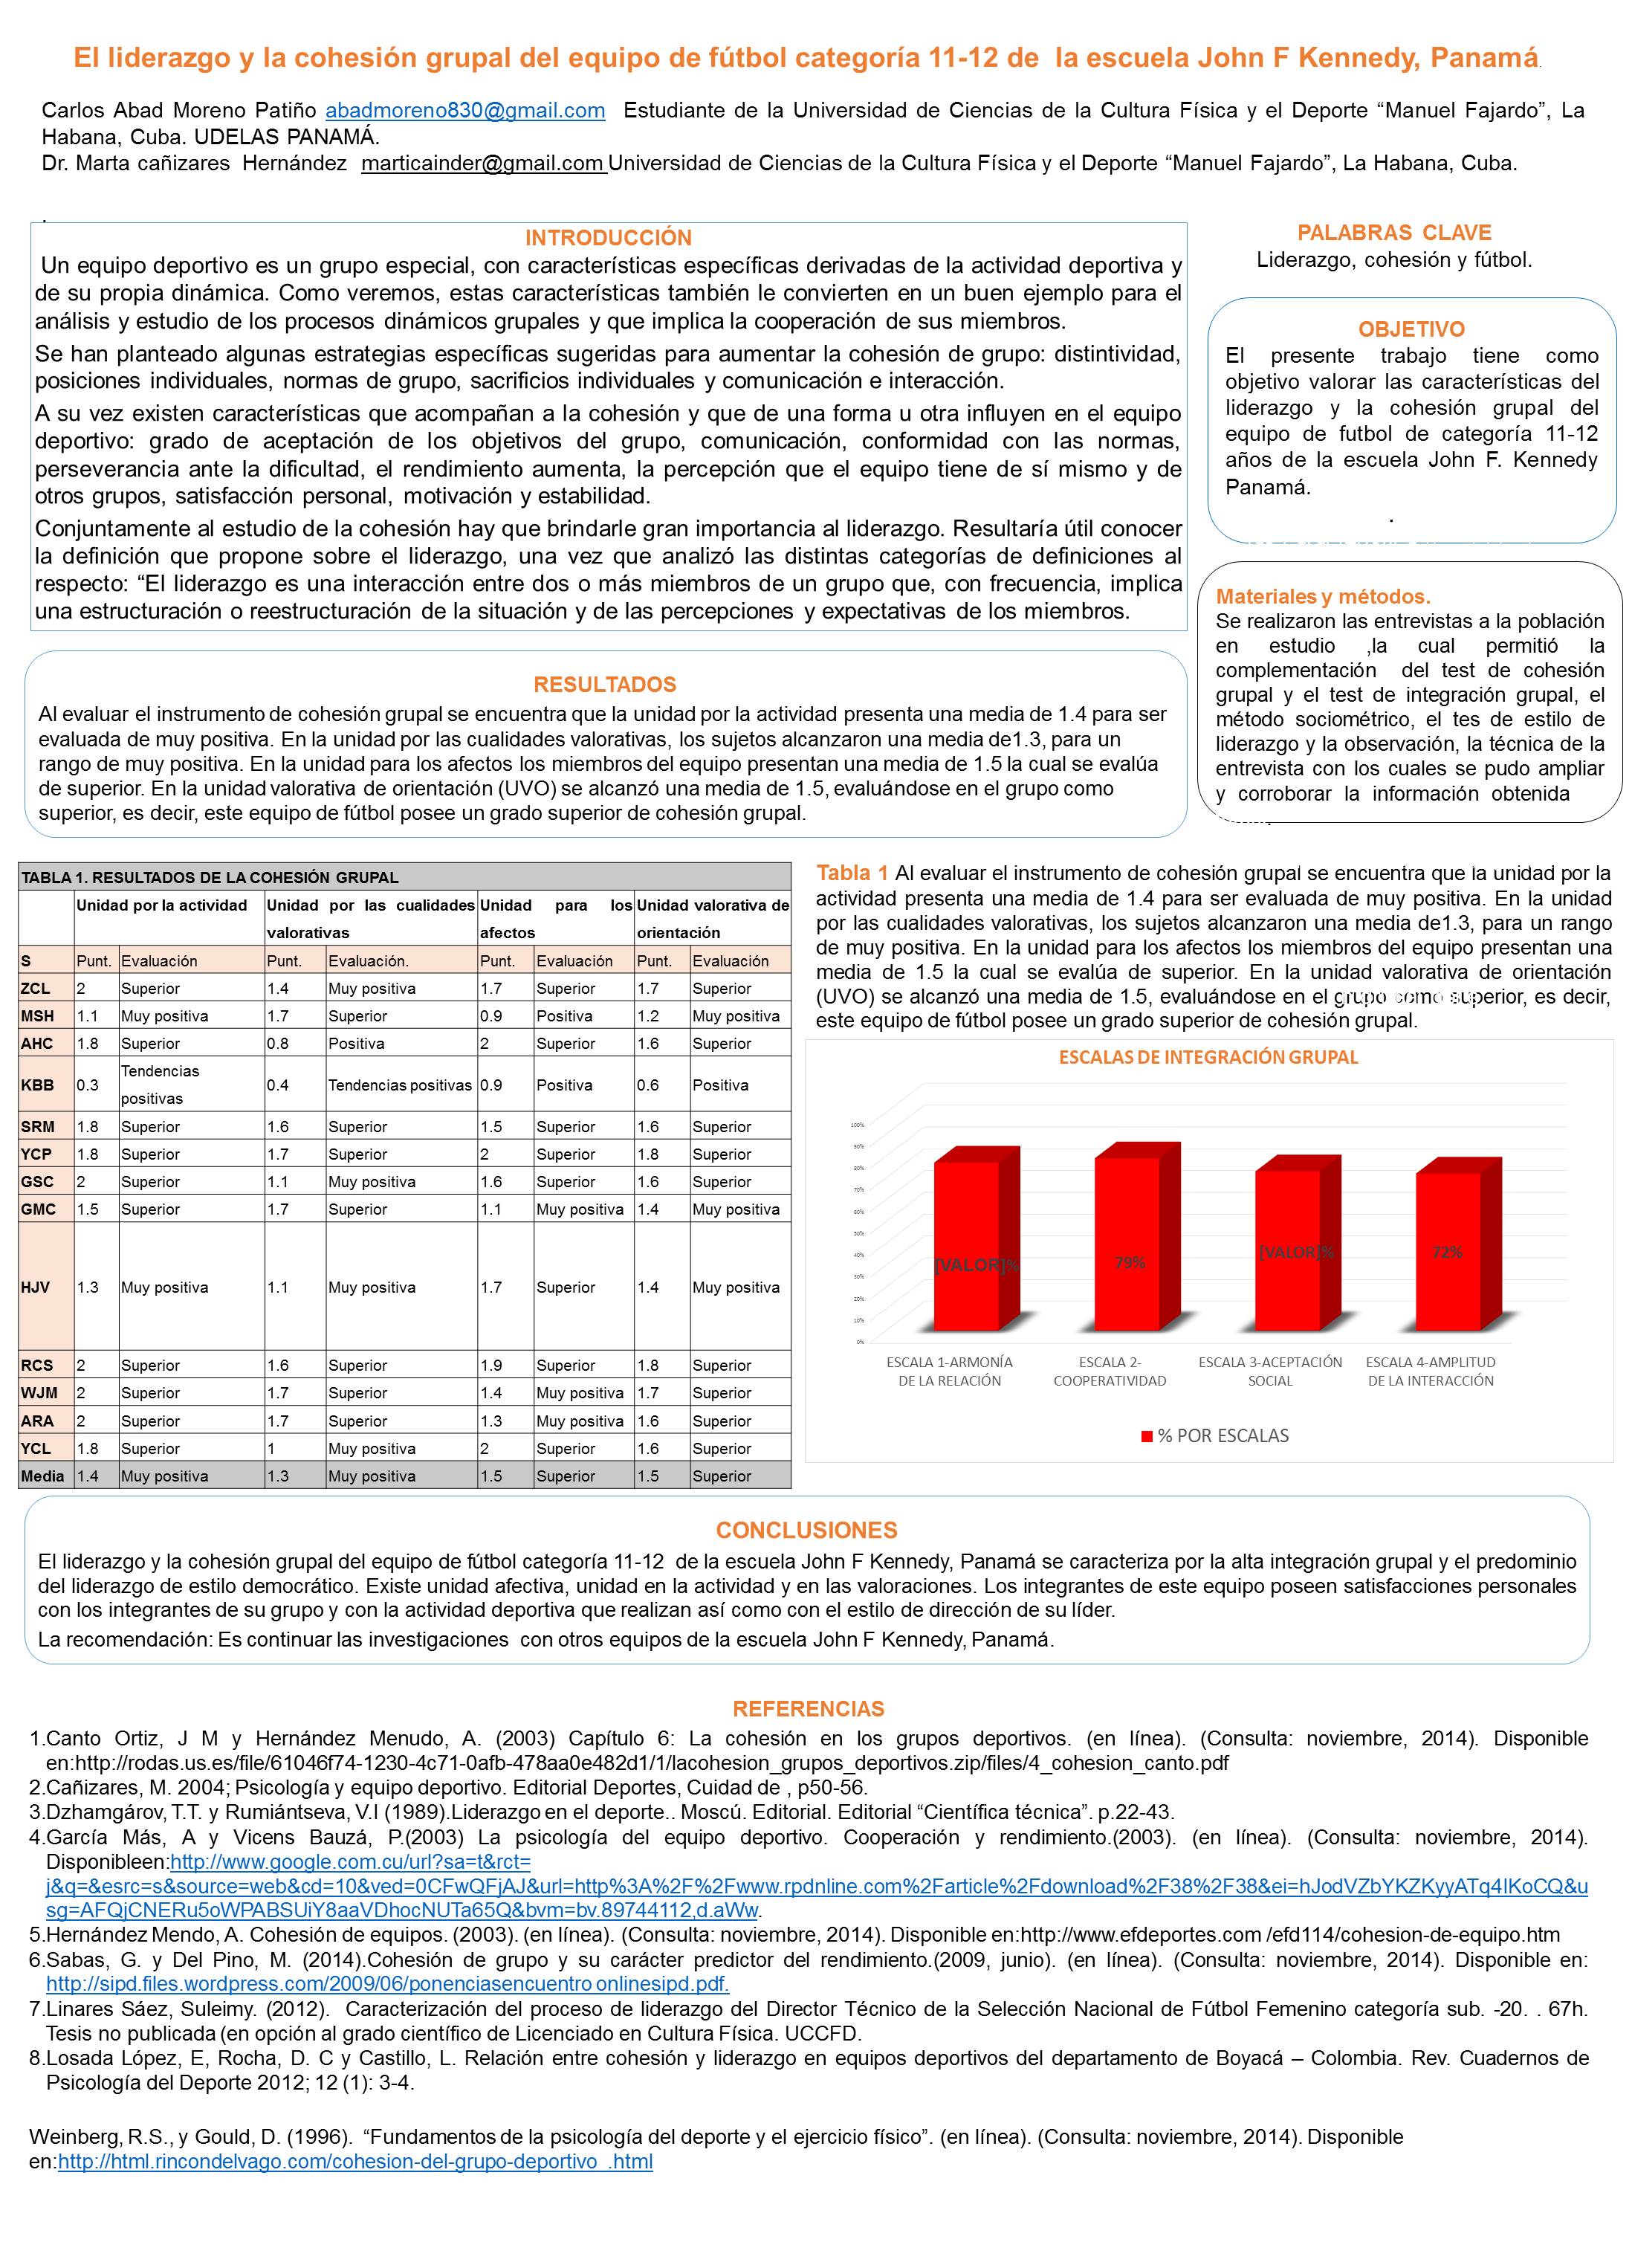 El liderazgo y la cohesión grupal del equipo de fútbol categoría 11-12 de la escuela John F Kennedy, Panamá.
Carlos Abad Moreno Patiño abadmoreno830@gmail.com Estudiante de la Universidad de Ciencias de la Cultura Física y el Deporte “Manuel Fajardo”, La
Habana, Cuba. UDELAS PANAMÁ.
Dr. Marta cañizares Hernández marticainder@gmail.com Universidad de Ciencias de la Cultura Física y el Deporte “Manuel Fajardo”, La Habana, Cuba.
.
INTRODUCCIÓN
Un equipo deportivo es un grupo especial, con características específicas derivadas de la actividad deportiva y
de su propia dinámica. Como veremos, estas características también le convierten en un buen ejemplo para el
análisis y estudio de los procesos dinámicos grupales y que implica la cooperación de sus miembros.
Se han planteado algunas estrategias específicas sugeridas para aumentar la cohesión de grupo: distintividad,
posiciones individuales, normas de grupo, sacrificios individuales y comunicación e interacción.
A su vez existen características que acompañan a la cohesión y que de una forma u otra influyen en el equipo
deportivo: grado de aceptación de los objetivos del grupo, comunicación, conformidad con las normas,
perseverancia ante la dificultad, el rendimiento aumenta, la percepción que el equipo tiene de sí mismo y de
otros grupos, satisfacción personal, motivación y estabilidad.
Conjuntamente al estudio de la cohesión hay que brindarle gran importancia al liderazgo. Resultaría útil conocer
la definición que propone sobre el liderazgo, una vez que analizó las distintas categorías de definiciones al
respecto: “El liderazgo es una interacción entre dos o más miembros de un grupo que, con frecuencia, implica
una estructuración o reestructuración de la situación y de las percepciones y expectativas de los miembros.
PALABRAS CLAVE
Liderazgo, cohesión y fútbol.
OBJETIVO
El presente trabajo tiene como
objetivo valorar las características del
liderazgo y la cohesión grupal del
equipo de futbol de categoría 11-12
años de la escuela John F. Kennedy
Panamá.
.
Materiales y métodos.
Se realizaron las entrevistas a la población
en estudio ,la cual permitió la
complementación del test de cohesión
grupal y el test de integración grupal, el
método sociométrico, el tes de estilo de
liderazgo y la observación, la técnica de la
entrevista con los cuales se pudo ampliar
y corroborar la información obtenida
RESULTADOS
Al evaluar el instrumento de cohesión grupal se encuentra que la unidad por la actividad presenta una media de 1.4 para ser
evaluada de muy positiva. En la unidad por las cualidades valorativas, los sujetos alcanzaron una media de1.3, para un
rango de muy positiva. En la unidad para los afectos los miembros del equipo presentan una media de 1.5 la cual se evalúa
de superior. En la unidad valorativa de orientación (UVO) se alcanzó una media de 1.5, evaluándose en el grupo como
superior, es decir, este equipo de fútbol posee un grado superior de cohesión grupal.
TABLA 1. RESULTADOS DE LA COHESIÓN GRUPAL
Unidad por la actividad Unidad por las cualidades valorativas Unidad para los afectos Unidad valorativa de orientación
S Punt. Evaluación Punt. Evaluación. Punt. Evaluación Punt. Evaluación
ZCL 2 Superior 1.4 Muy positiva 1.7 Superior 1.7 Superior
MSH 1.1 Muy positiva 1.7 Superior 0.9 Positiva 1.2 Muy positiva
AHC 1.8 Superior 0.8 Positiva 2 Superior 1.6 Superior
KBB 0.3 Tendencias positivas 0.4 Tendencias positivas 0.9 Positiva 0.6 Positiva
SRM 1.8 Superior 1.6 Superior 1.5 Superior 1.6 Superior
YCP 1.8 Superior 1.7 Superior 2 Superior 1.8 Superior
GSC 2 Superior 1.1 Muy positiva 1.6 Superior 1.6 Superior
GMC 1.5 Superior 1.7 Superior 1.1 Muy positiva 1.4 Muy positiva
HJV 1.3 Muy positiva 1.1 Muy positiva 1.7 Superior 1.4 Muy positiva
RCS 2 Superior 1.6 Superior 1.9 Superior 1.8 Superior
WJM 2 Superior 1.7 Superior 1.4 Muy positiva 1.7 Superior
ARA 2 Superior 1.7 Superior 1.3 Muy positiva 1.6 Superior
YCL 1.8 Superior 1 Muy positiva 2 Superior 1.6 Superior
Media 1.4 Muy positiva 1.3 Muy positiva 1.5 Superior 1.5 Superior
Tabla 1 Al evaluar el instrumento de cohesión grupal se encuentra que la unidad por la
actividad presenta una media de 1.4 para ser evaluada de muy positiva. En la unidad
por las cualidades valorativas, los sujetos alcanzaron una media de1.3, para un rango
de muy positiva. En la unidad para los afectos los miembros del equipo presentan una
media de 1.5 la cual se evalúa de superior. En la unidad valorativa de orientación
(UVO) se alcanzó una media de 1.5, evaluándose en el grupo como superior, es decir,
este equipo de fútbol posee un grado superior de cohesión grupal.
ESCALAS DE INTEGRACIÓN GRUPAL
100%
90%
80%
70%
60%
50%
40%
30%
20%
10%
0%
[VALOR]% 79% [VALOR]% 72%
ESCALA 1-ARMONÍA ESCALA 2- ESCALA 3-ACEPTACIÓN ESCALA 4-AMPLITUD
DE LA RELACIÓN COOPERATIVIDAD SOCIAL DE LA INTERACCIÓN
% POR ESCALAS
CONCLUSIONES
El liderazgo y la cohesión grupal del equipo de fútbol categoría 11-12 de la escuela John F Kennedy, Panamá se caracteriza por la alta integración grupal y el predominio
del liderazgo de estilo democrático. Existe unidad afectiva, unidad en la actividad y en las valoraciones. Los integrantes de este equipo poseen satisfacciones personales
con los integrantes de su grupo y con la actividad deportiva que realizan así como con el estilo de dirección de su líder.
La recomendación: Es continuar las investigaciones con otros equipos de la escuela John F Kennedy, Panamá.
REFERENCIAS
1.Canto Ortiz, J M y Hernández Menudo, A. (2003) Capítulo 6: La cohesión en los grupos deportivos. (en línea). (Consulta: noviembre, 2014). Disponible
en:http://rodas.us.es/file/61046f74-1230-4c71-0afb-478aa0e482d1/1/lacohesion_grupos_deportivos.zip/files/4_cohesion_canto.pdf
2.Cañizares, M. 2004; Psicología y equipo deportivo. Editorial Deportes, Cuidad de , p50-56.
3.Dzhamgárov, T.T. y Rumiántseva, V.I (1989).Liderazgo en el deporte.. Moscú. Editorial. Editorial “Científica técnica”. p.22-43.
4.García Más, A y Vicens Bauzá, P.(2003) La psicología del equipo deportivo. Cooperación y rendimiento.(2003). (en línea). (Consulta: noviembre, 2014).
Disponibleen:http://www.google.com.cu/url?sa=t&rct=
j&q=&esrc=s&source=web&cd=10&ved=0CFwQFjAJ&url=http%3A%2F%2Fwww.rpdnline.com%2Farticle%2Fdownload%2F38%2F38&ei=hJodVZbYKZKyyATq4IKoCQ&u
sg=AFQjCNERu5oWPABSUiY8aaVDhocNUTa65Q&bvm=bv.89744112,d.aWw.
5.Hernández Mendo, A. Cohesión de equipos. (2003). (en línea). (Consulta: noviembre, 2014). Disponible en:http://www.efdeportes.com /efd114/cohesion-de-equipo.htm
6.Sabas, G. y Del Pino, M. (2014).Cohesión de grupo y su carácter predictor del rendimiento.(2009, junio). (en línea). (Consulta: noviembre, 2014). Disponible en:
http://sipd.files.wordpress.com/2009/06/ponenciasencuentro onlinesipd.pdf.
7.Linares Sáez, Suleimy. (2012). Caracterización del proceso de liderazgo del Director Técnico de la Selección Nacional de Fútbol Femenino categoría sub. -20. . 67h.
Tesis no publicada (en opción al grado científico de Licenciado en Cultura Física. UCCFD.
8.Losada López, E, Rocha, D. C y Castillo, L. Relación entre cohesión y liderazgo en equipos deportivos del departamento de Boyacá – Colombia. Rev. Cuadernos de
Psicología del Deporte 2012; 12 (1): 3-4.
Weinberg, R.S., y Gould, D. (1996). “Fundamentos de la psicología del deporte y el ejercicio físico”. (en línea). (Consulta: noviembre, 2014). Disponible
en:http://html.rincondelvago.com/cohesion-del-grupo-deportivo_.html